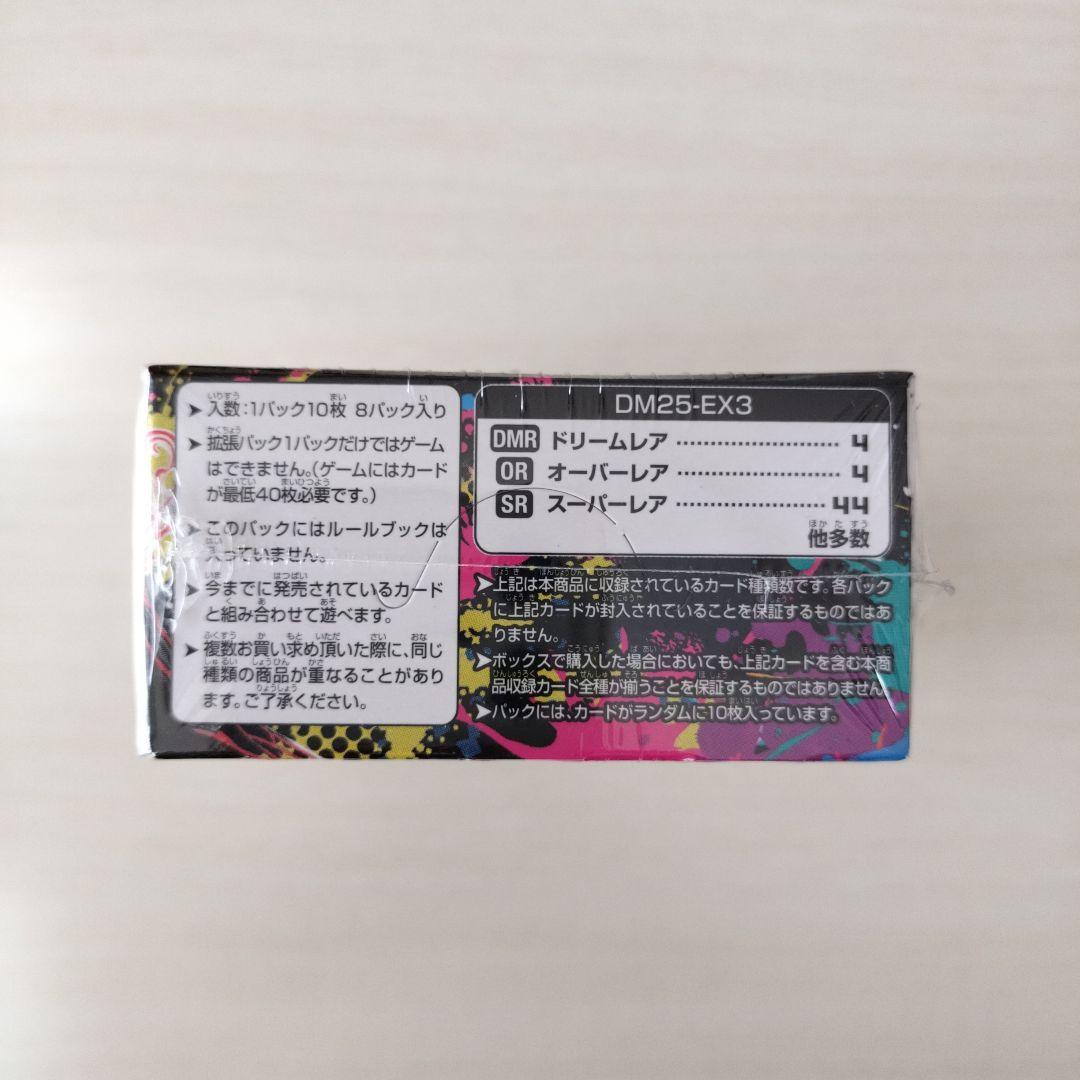 ➤入数:1パック10枚 8パック入り
➤拡張パック1パックだけではゲーム
はできません。(ゲームにはカード
が最低40枚必要です。)
➤このパックにはルールブックは
入っていません。
➤今までに発売されているカード
と組み合わせて遊べます。
➤複数お買い求め頂いた際に、同じ
種類の商品が重なることがあり
ます。ご了承ください。
DM25-EX3
DMR ドリームレア 4
OR オーバーレア 4
SR スーパーレア 44
他多数
➤上記は本商品に収録されているカード種類数です。各パック
に上記カードが封入されていることを保証するものではあ
りません。
➤ボックスで購入した場合においても、上記カードを含む本商
品収録カード全種が揃うことを保証するものではありません。
➤パックには、カードがランダムに10枚入っています。